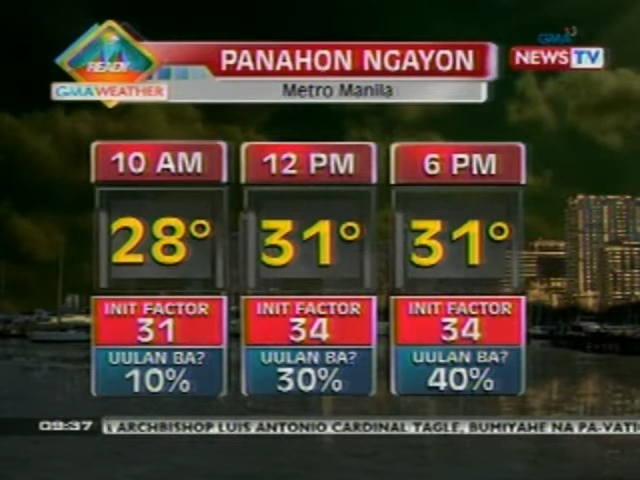 READY
GMA WEATHER
PANAHON NGAYON
Metro Manila
GMA
NEWS TV
10 AM
12 PM
6 PM
28°
31°
31°
INIT FACTOR
31
INIT FACTOR
34
INIT FACTOR
34
UULAN BA?
10%
UULAN BA?
30%
UULAN BA?
40%
09:37
ARCHBISHOP LUIS ANTONIO CARDINAL TAGLE, BUMIYAHE NA PA-VATI